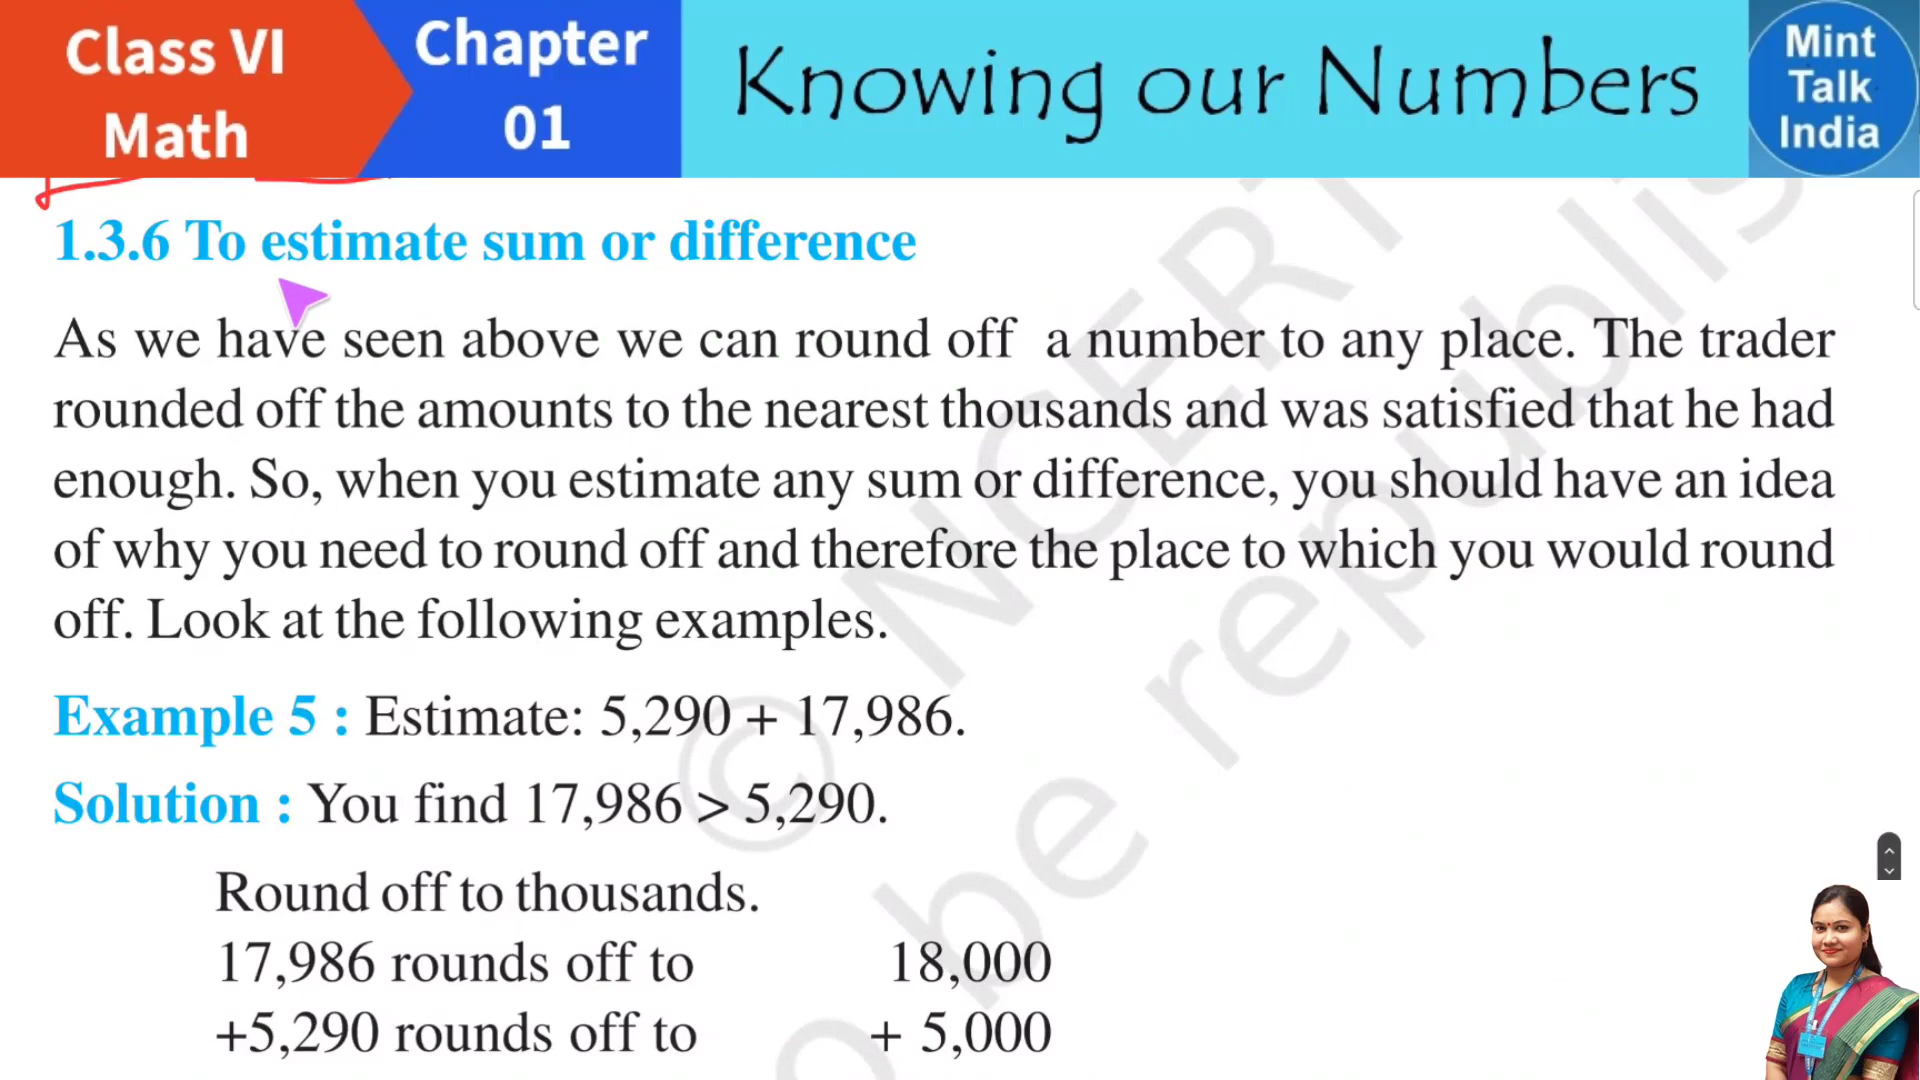 Class VI
Math
Chapter
01
Knowing our Numbers
Mint
Talk
India
1.3.6 To estimate sum or difference
As we have seen above we can round off a number to any place. The trader
rounded off the amounts to the nearest thousands and was satisfied that he had
enough. So, when you estimate any sum or difference, you should have an idea
of why you need to round off and therefore the place to which you would round
off. Look at the following examples.
Example 5 : Estimate: 5,290 + 17,986.
Solution : You find 17,986 > 5,290.
Round off to thousands.
17,986 rounds off to 18,000
+5,290 rounds off to + 5,000
© NCERT
be republis